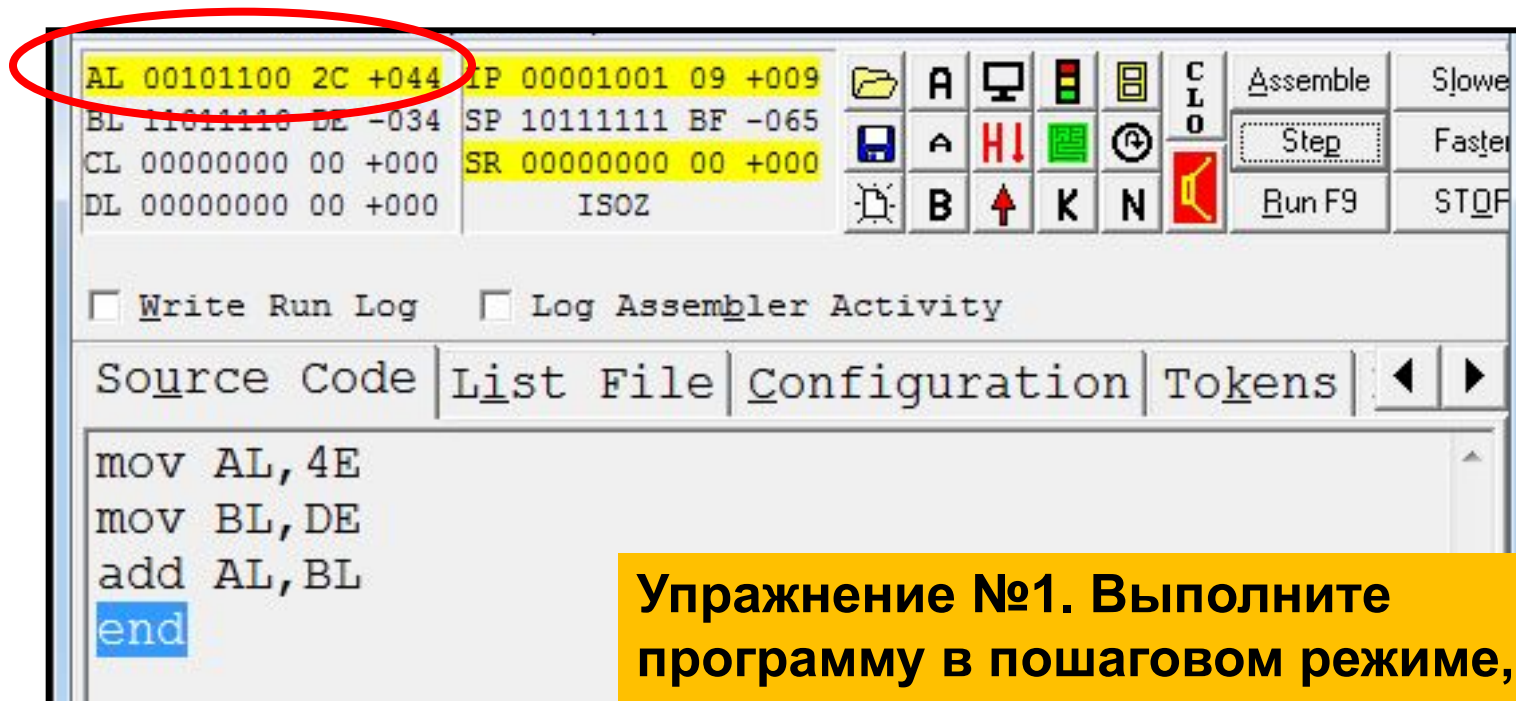 AL 00101100 2C +044 IP 00001001 09 +009
BL 11011110 DE -034 SP 10111111 BF -065
CL 00000000 00 +000 SR 00000000 00 +000
DL 00000000 00 +000 ISOZ
A C L O Assemble Slowe
A H Step Faste
B K N Run F9 STOP
Write Run Log Log Assembler Activity
Source Code List File Configuration Tokens
mov AL,4E
mov BL,DE
add AL,BL
end
Упражнение №1. Выполните
программу в пошаговом режиме,